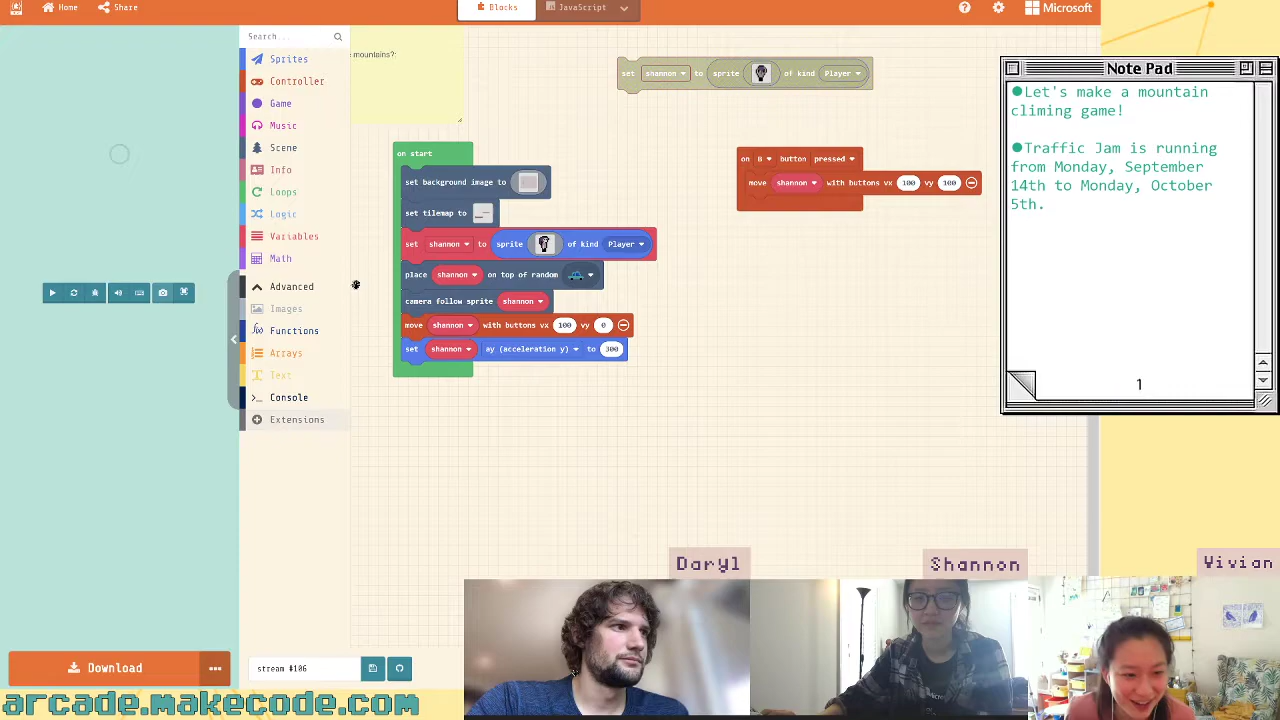 Home
Share
Blocks
JavaScript
Microsoft
Search...
e mountains?:
Sprites
Controller
Game
Music
Scene
Info
Loops
Logic
Variables
Math
Advanced
Images
Functions
Arrays
Text
Console
Extensions
set shannon to sprite of kind Player
on start
set background image to
set tilemap to
set shannon to sprite of kind Player
place shannon on top of random
camera follow sprite shannon
move shannon with buttons vx 100 vy 0
set shannon ay (acceleration y) to 300
on B button pressed
move shannon with buttons vx 100 vy 100
Note Pad
●Let's make a mountain
climing game!
●Traffic Jam is running
from Monday, September
14th to Monday, October
5th.
1
Daryl
Shannon
Vivian
Download
stream #106
arcade.makecode.com